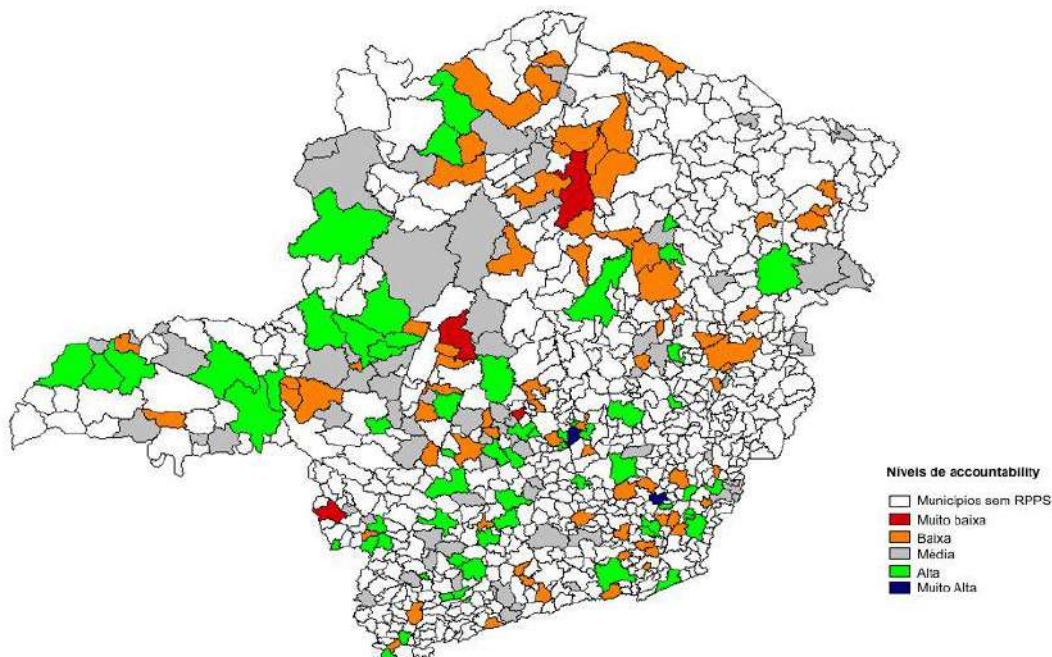 Níveis de accountability
Municípios sem RPPS
Muito baixa
Baixa
Média
Alta
Muito Alta